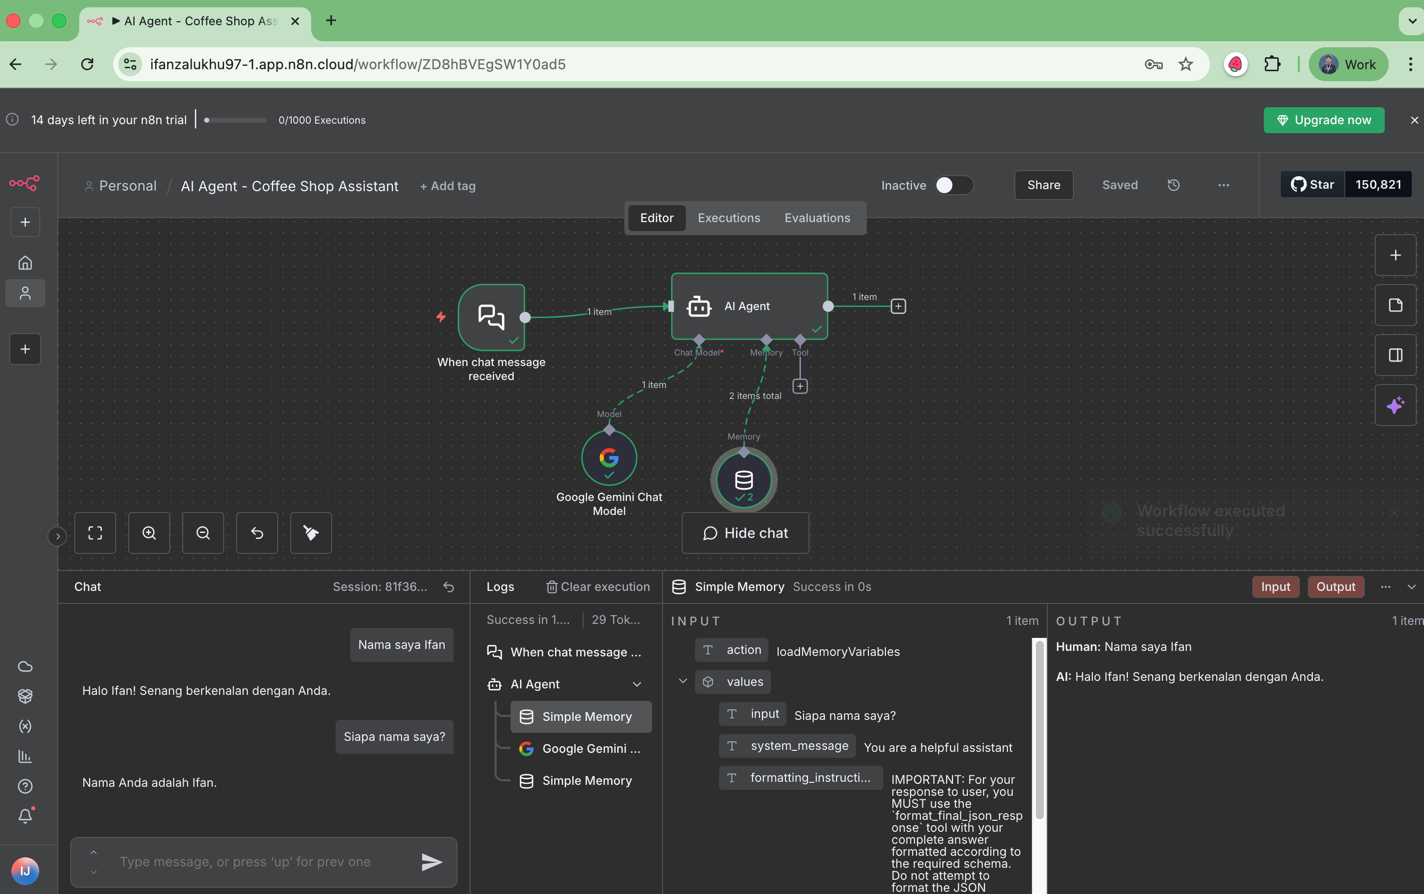 AI Agent - Coffee Shop Ass
ifanzalukhu97-1.app.n8n.cloud/workflow/ZD8hBVEgSW1Y0ad5
Work
14 days left in your n8n trial
0/1000 Executions
Upgrade now
Personal / AI Agent - Coffee Shop Assistant + Add tag
Inactive
Share
Saved
Star 150,821
Editor Executions Evaluations
When chat message
received
1 item
AI Agent
1 item
Chat Model*
Memory
Tool
1 item
2 items total
Model
Memory
2
Google Gemini Chat
Model
Hide chat
Workflow executed
successfully
Chat
Session: 81f36...
Nama saya Ifan
Halo Ifan! Senang berkenalan dengan Anda.
Siapa nama saya?
Nama Anda adalah Ifan.
Type message, or press 'up' for prev one
Logs
Clear execution
Success in 1....
29 Tok...
When chat message ...
AI Agent
Simple Memory
Google Gemini ...
Simple Memory
Simple Memory Success in 0s
Input
Output
INPUT
1 item
T action loadMemoryVariables
values
T input Siapa nama saya?
T system_message You are a helpful assistant
T formatting_instructi...
IMPORTANT: For your
response to user, you
MUST use the
`format_final_json_resp
onse` tool with your
complete answer
formatted according to
the required schema.
Do not attempt to
format the JSON
OUTPUT
1 item
Human: Nama saya Ifan
AI: Halo Ifan! Senang berkenalan dengan Anda.
IJ